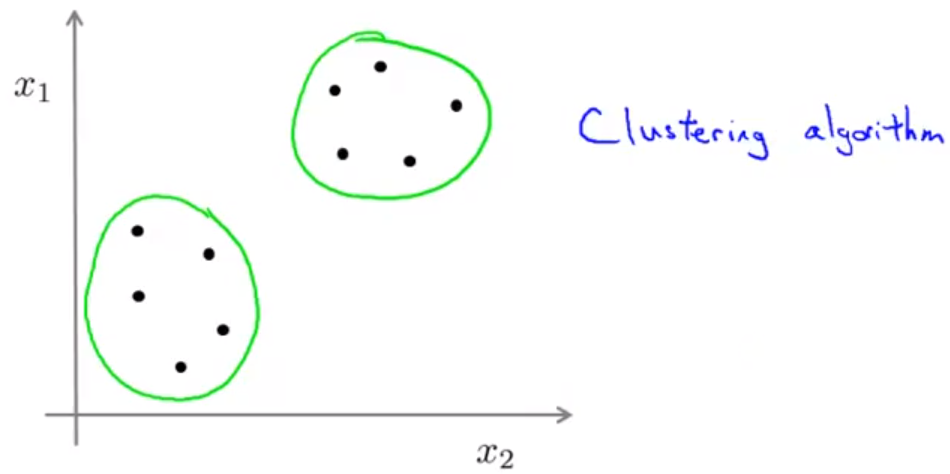 x₁
Clustering algorithm
x₂